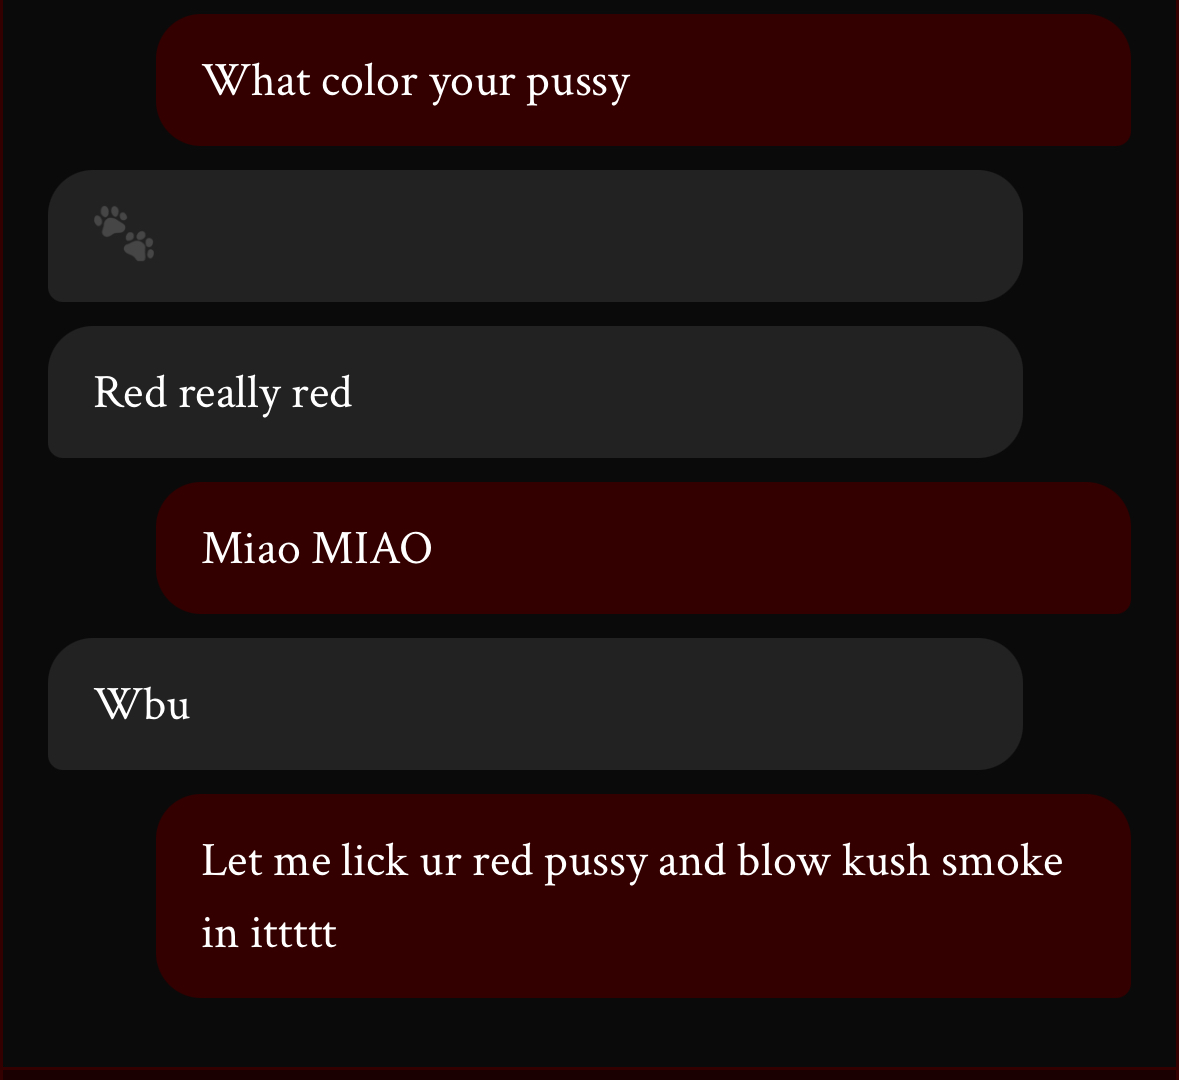 What color your pussy
🐾
Red really red
Miao MIAO
Wbu
Let me lick ur red pussy and blow kush smoke
in ittttt